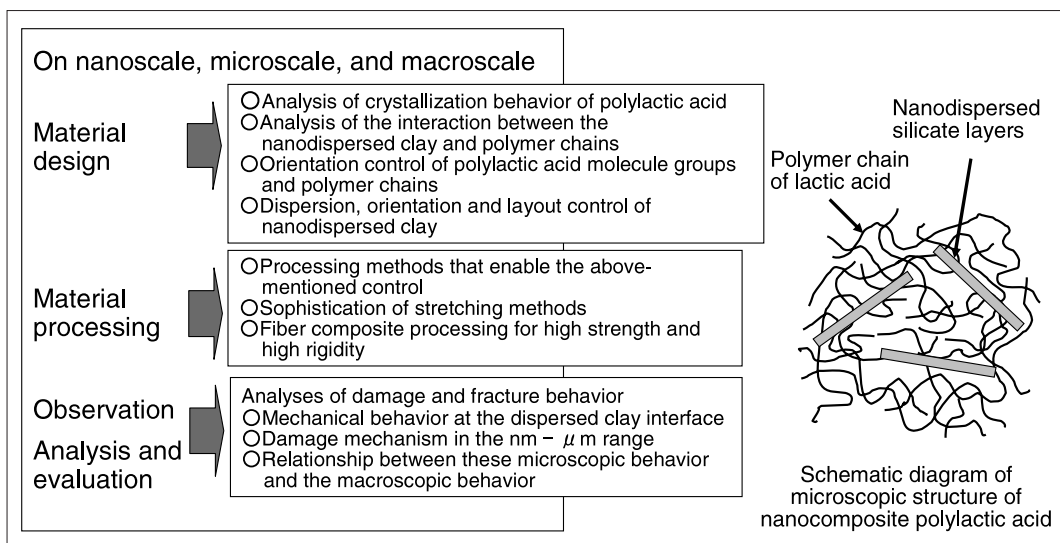 On nanoscale, microscale, and macroscale
Material
design
○Analysis of crystallization behavior of polylactic acid
○Analysis of the interaction between the
nanodispersed clay and polymer chains
○Orientation control of polylactic acid molecule groups
and polymer chains
○Dispersion, orientation and layout control of
nanodispersed clay
Material
processing
○Processing methods that enable the above-
mentioned control
○Sophistication of stretching methods
○Fiber composite processing for high strength and
high rigidity
Observation
Analysis and
evaluation
Analyses of damage and fracture behavior
○Mechanical behavior at the dispersed clay interface
○Damage mechanism in the nm – μm range
○Relationship between these microscopic behavior
and the macroscopic behavior
Nanodispersed
silicate layers
Polymer chain
of lactic acid
Schematic diagram of
microscopic structure of
nanocomposite polylactic acid